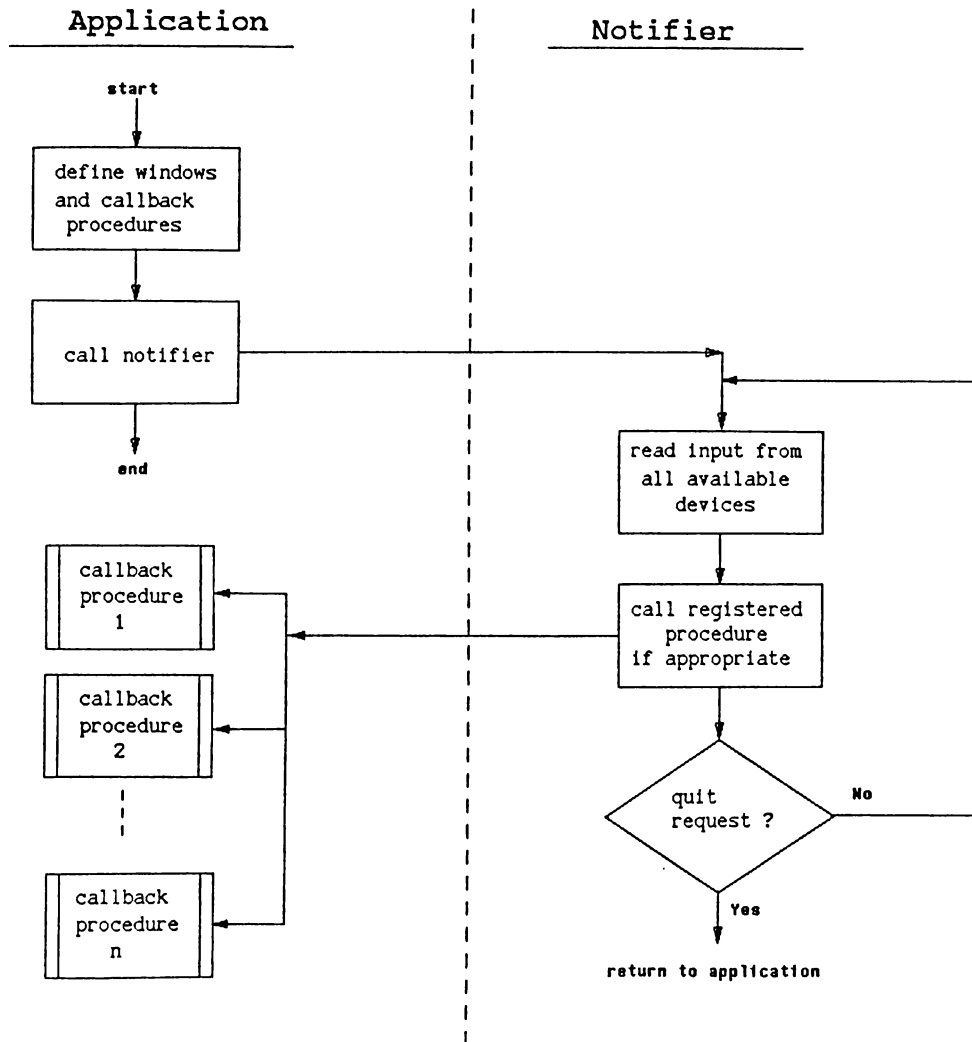 Application
Notifier
start
define windows
and callback
procedures
call notifier
end
read input from
all available
devices
call registered
procedure
if appropriate
callback
procedure
1
callback
procedure
2
callback
procedure
n
quit
request ?
No
Yes
return to application